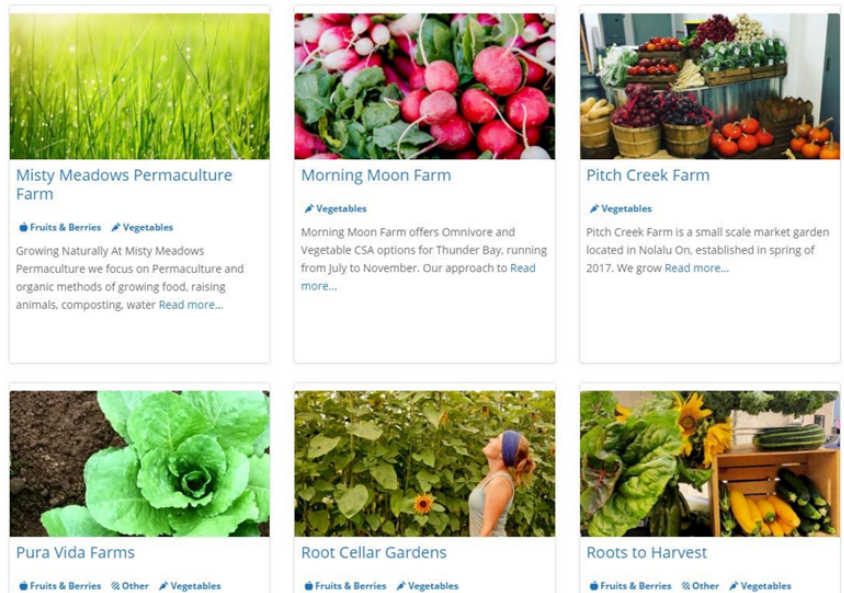 Misty Meadows Permaculture
Farm
Fruits & Berries Vegetables
Growing Naturally At Misty Meadows
Permaculture we focus on Permaculture and
organic methods of growing food, raising
animals, composting, water Read more...
Morning Moon Farm
Vegetables
Morning Moon Farm offers Omnivore and
Vegetable CSA options for Thunder Bay, running
from July to November. Our approach to Read
more...
Pitch Creek Farm
Vegetables
Pitch Creek Farm is a small scale market garden
located in Nolalu On, established in spring of
2017. We grow Read more...
Pura Vida Farms
Fruits & Berries Other Vegetables
Root Cellar Gardens
Fruits & Berries Vegetables
Roots to Harvest
Fruits & Berries Other Vegetables